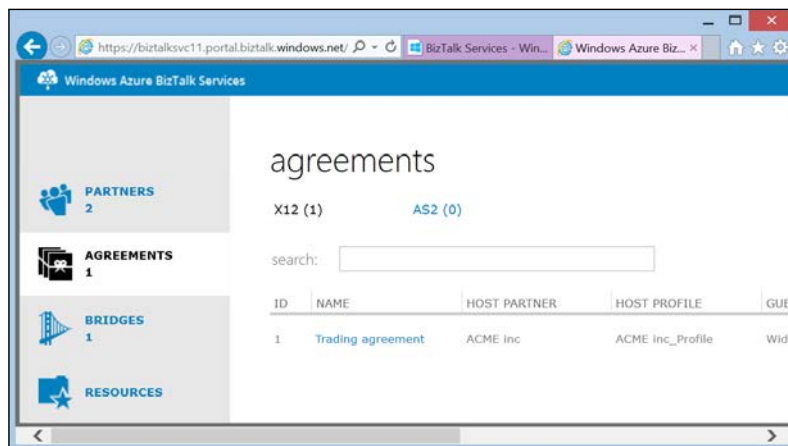 https://biztalksvc11.portal.biztalk.windows.net/
BizTalk Services - Win...
Windows Azure Biz...
Windows Azure BizTalk Services
PARTNERS
2
AGREEMENTS
1
BRIDGES
1
RESOURCES
agreements
X12 (1) AS2 (0)
search:
ID NAME HOST PARTNER HOST PROFILE GUE
1 Trading agreement ACME inc ACME inc_Profile Wid